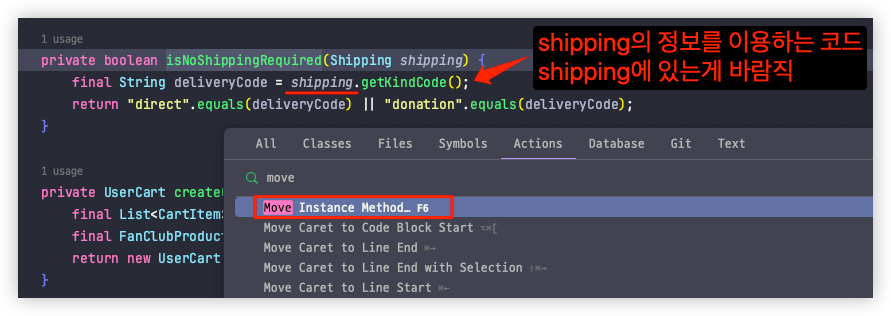 1 usage
private boolean isNoShippingRequired(Shipping shipping) {
shipping의 정보를 이용하는 코드
shipping에 있는게 바람직
final String deliveryCode = shipping.getKindCode();
return "direct".equals(deliveryCode) || "donation".equals(deliveryCode);
}
1 usage
private UserCart create
final List<CartItem>
final FanClubProduct
return new UserCart
}
All Classes Files Symbols Actions Database Git Text
move
Move Instance Method… F6
Move Caret to Code Block Start ⌥⌘[
Move Caret to Line End ⌘→
Move Caret to Line End with Selection ⇧⌘→
Move Caret to Line Start ⌘←